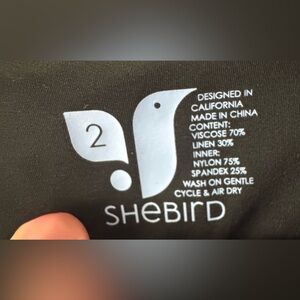 2
DESIGNED IN
CALIFORNIA
MADE IN CHINA
CONTENT:
VISCOSE 70%
LINEN 30%
INNER:
NYLON 75%
SPANDEX 25%
WASH ON GENTLE
CYCLE & AIR DRY
SHeBIRD